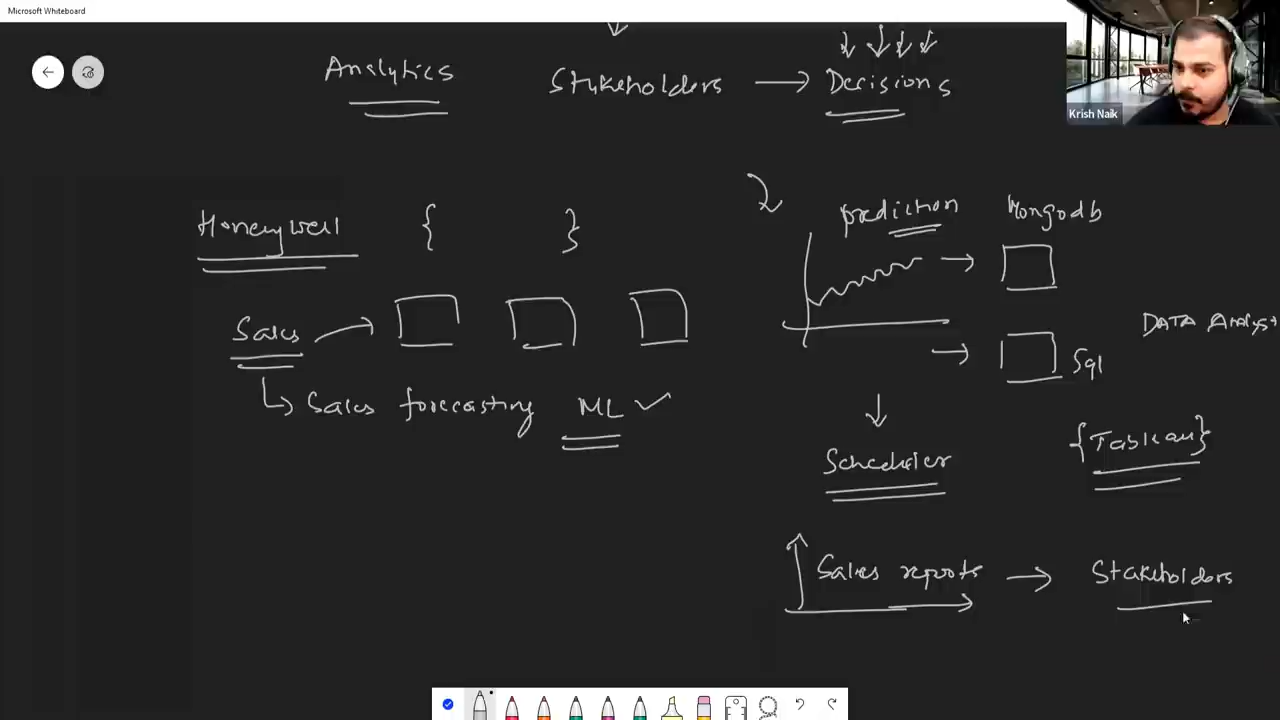 Microsoft Whiteboard
Krish Naik
Analytics Stakeholders → Decisions
Honeywell { } prediction Mongodb
Sales
DATA Analyst
Sql
Sales forecasting ML ✓
{Tableau}
Scheduler
Sales reports → Stakeholders